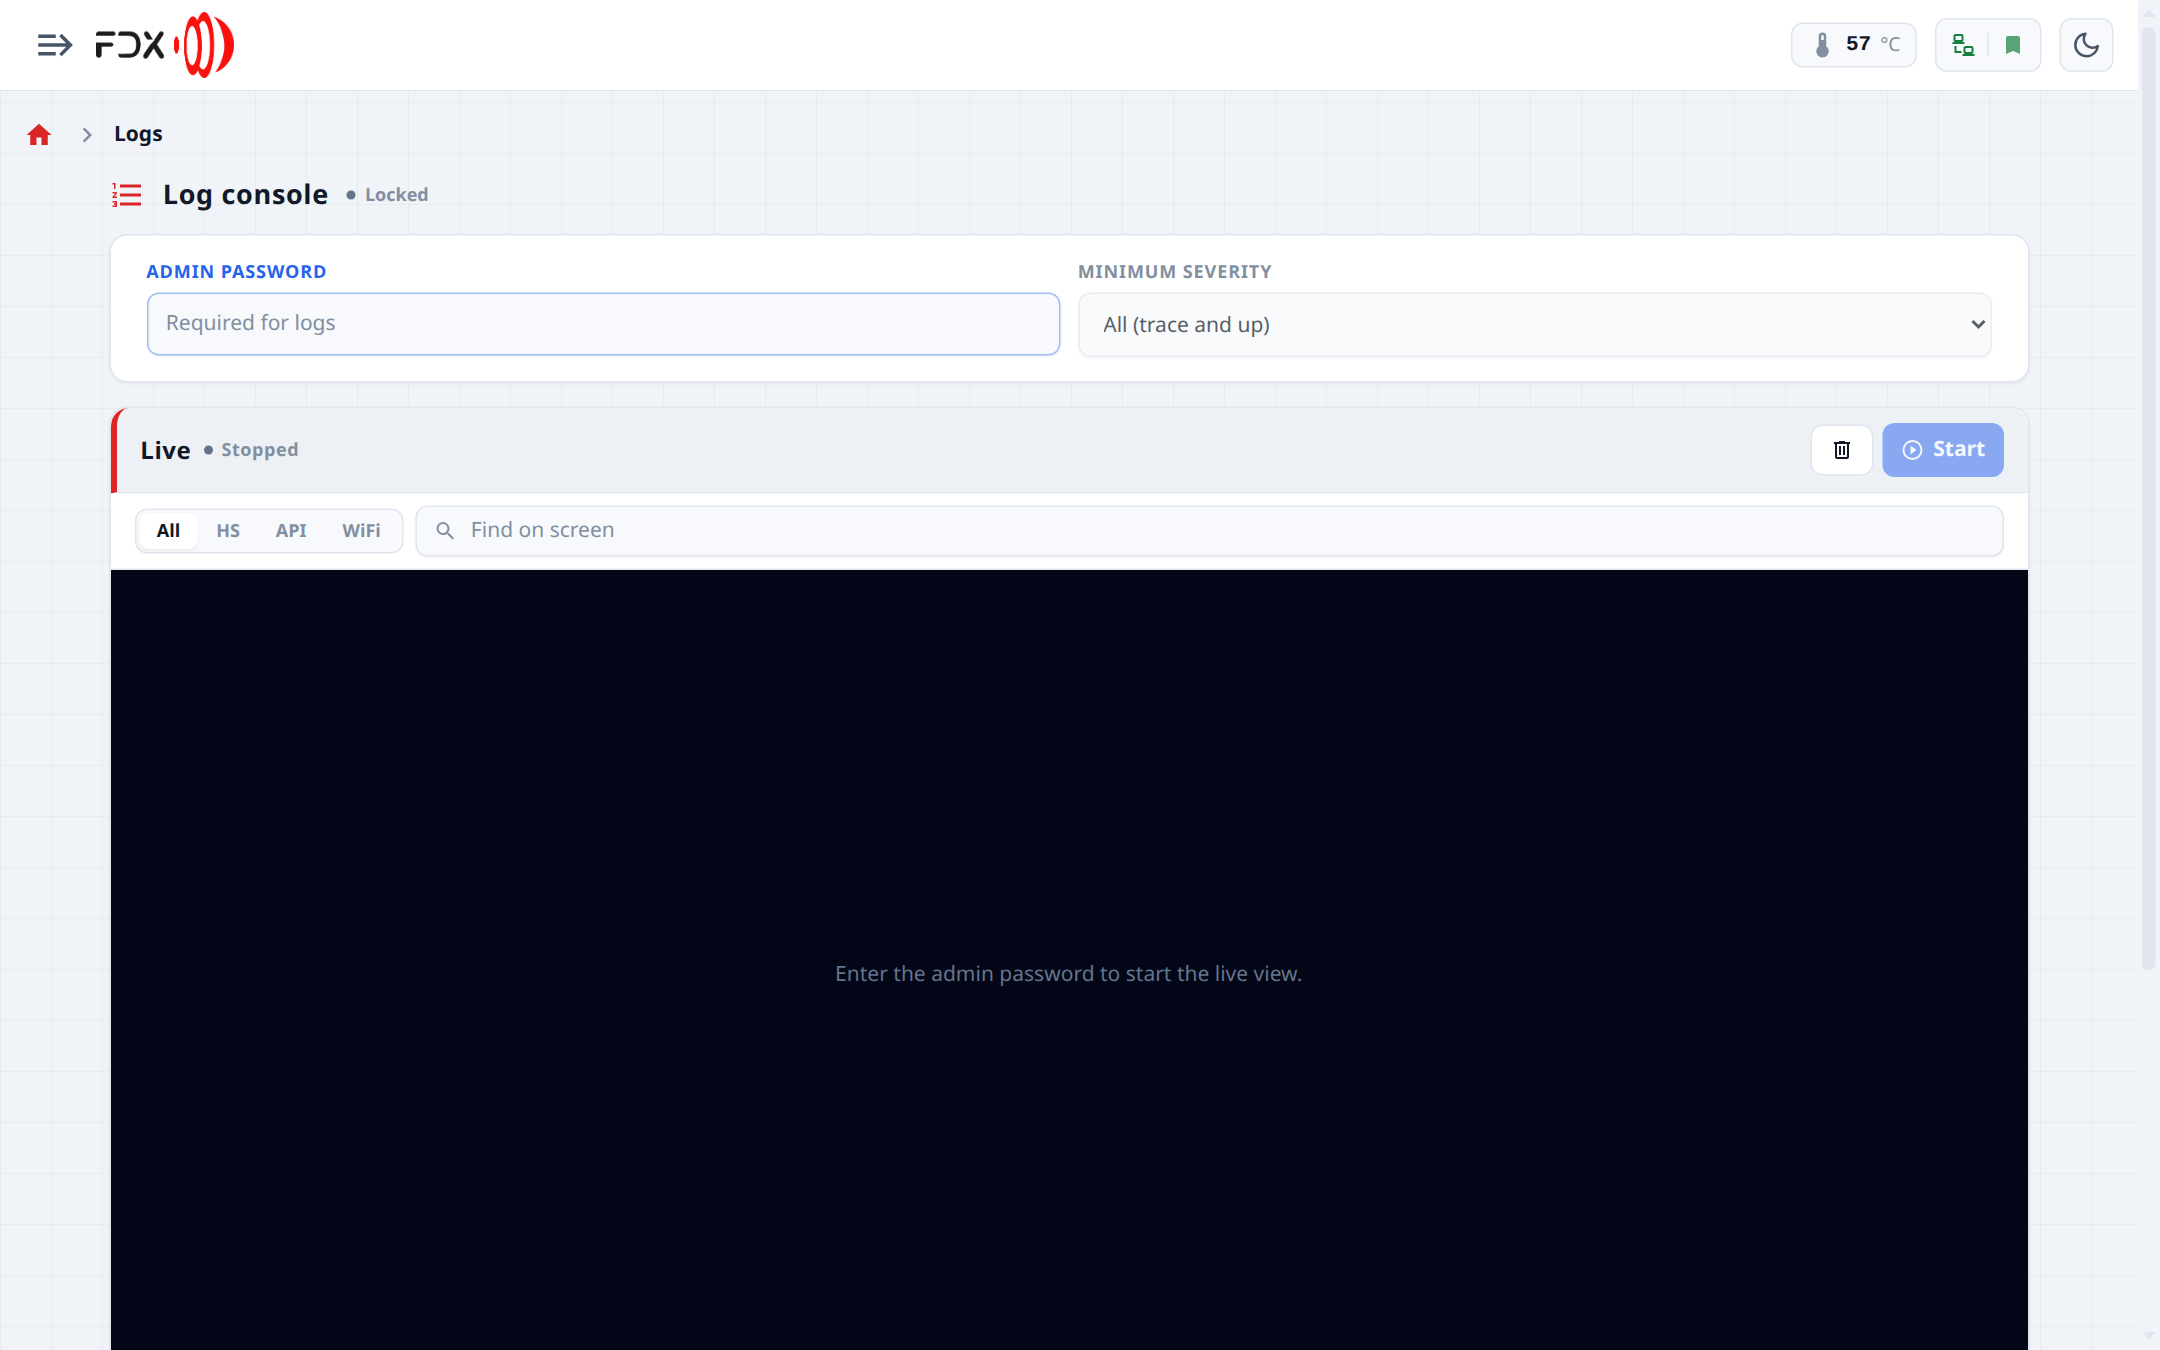 FDX
57 °C
Logs
Log console
Locked
ADMIN PASSWORD
MINIMUM SEVERITY
Required for logs
All (trace and up)
Live
Stopped
Start
All
HS
API
WiFi
Find on screen
Enter the admin password to start the live view.